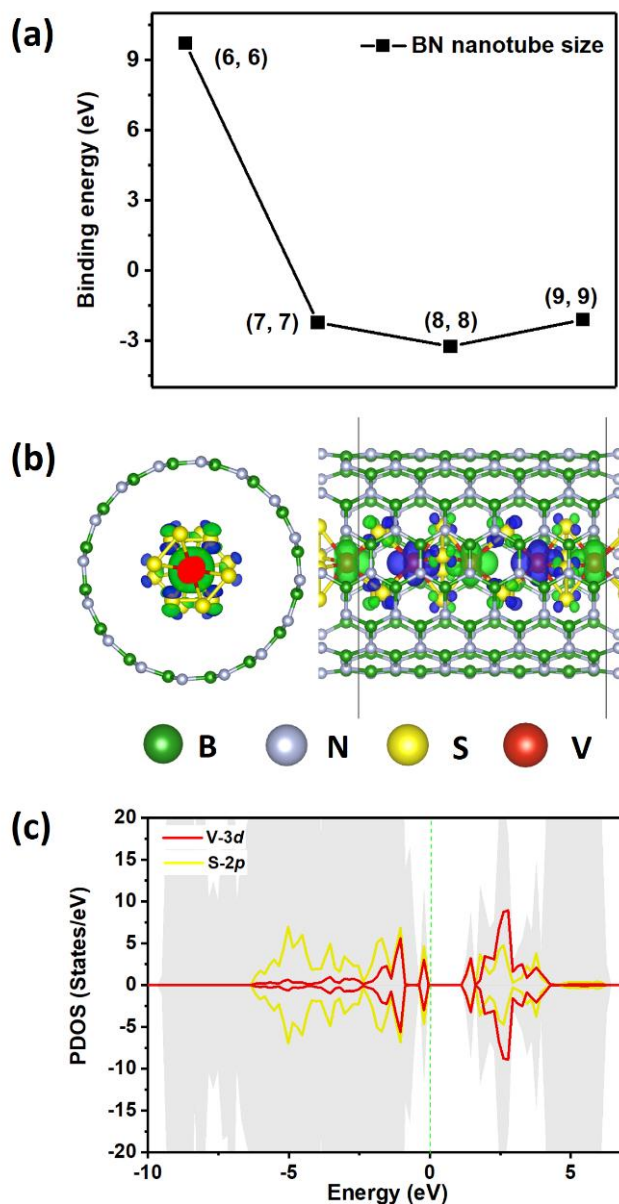 (a)
9
6
3
0
-3
Binding energy (eV)
BN nanotube size
(6, 6)
(7, 7)
(8, 8)
(9, 9)
(b)
B
N
S
V
(c)
20
15
10
5
0
-5
-10
-15
-20
PDOS (States/eV)
V-3d
S-2p
-10
-5
0
5
Energy (eV)